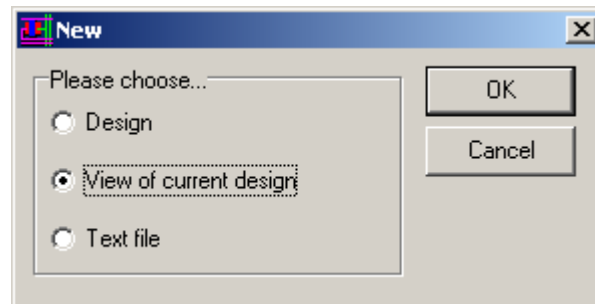 New
Please choose...
Design
View of current design
Text file
OK
Cancel